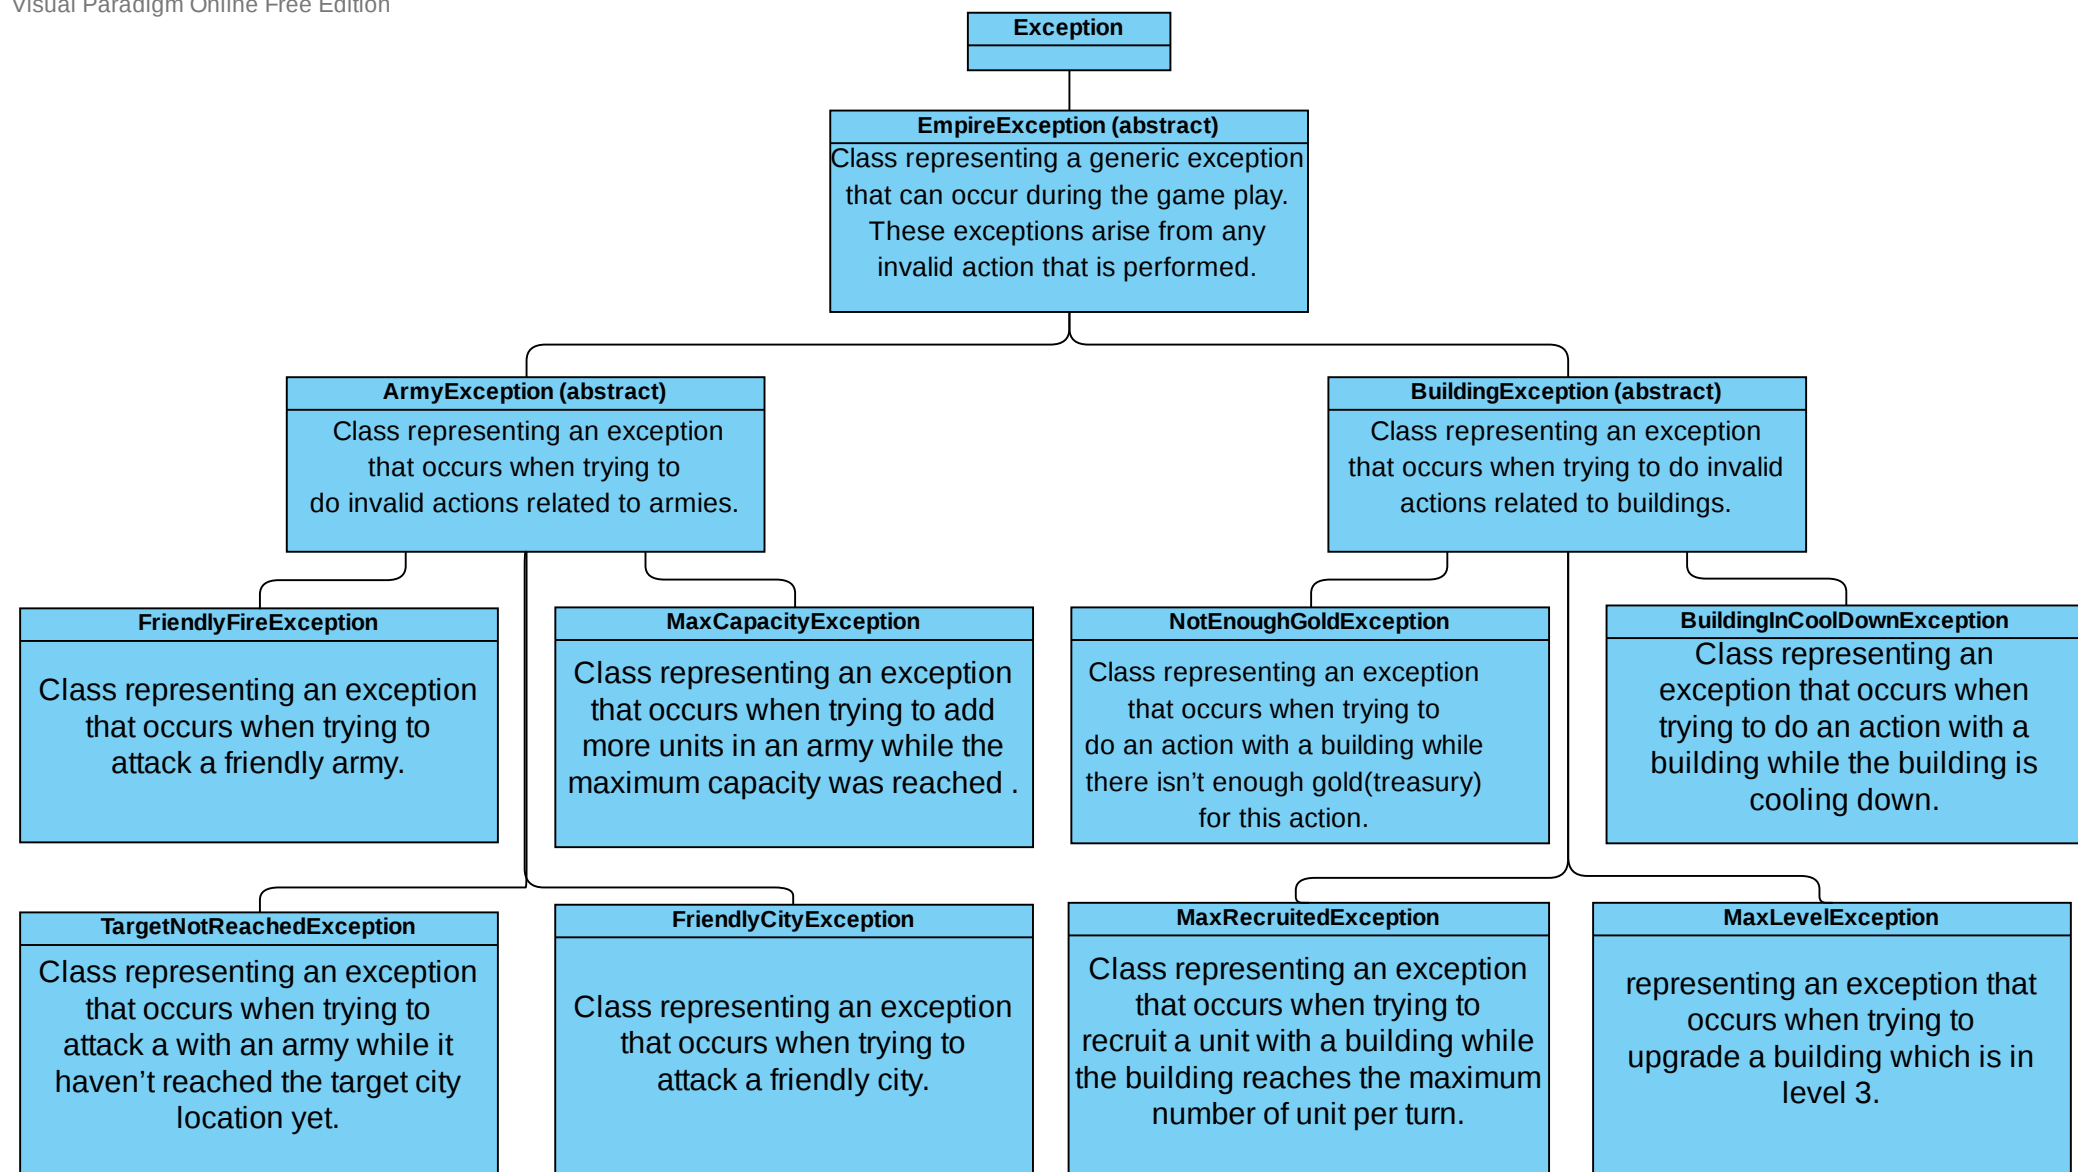 Visual Paradigm Online Free Edition
Exception
EmpireException (abstract)
Class representing a generic exception
that can occur during the game play.
These exceptions arise from any
invalid action that is performed.
ArmyException (abstract)
Class representing an exception
that occurs when trying to
do invalid actions related to armies.
BuildingException (abstract)
Class representing an exception
that occurs when trying to do invalid
actions related to buildings.
FriendlyFireException
Class representing an exception
that occurs when trying to
attack a friendly army.
MaxCapacityException
Class representing an exception
that occurs when trying to add
more units in an army while the
maximum capacity was reached .
NotEnoughGoldException
Class representing an exception
that occurs when trying to
do an action with a building while
there isn’t enough gold(treasury)
for this action.
BuildingInCoolDownException
Class representing an
exception that occurs when
trying to do an action with a
building while the building is
cooling down.
TargetNotReachedException
Class representing an exception
that occurs when trying to
attack a with an army while it
haven’t reached the target city
location yet.
FriendlyCityException
Class representing an exception
that occurs when trying to
attack a friendly city.
MaxRecruitedException
Class representing an exception
that occurs when trying to
recruit a unit with a building while
the building reaches the maximum
number of unit per turn.
MaxLevelException
representing an exception that
occurs when trying to
upgrade a building which is in
level 3.